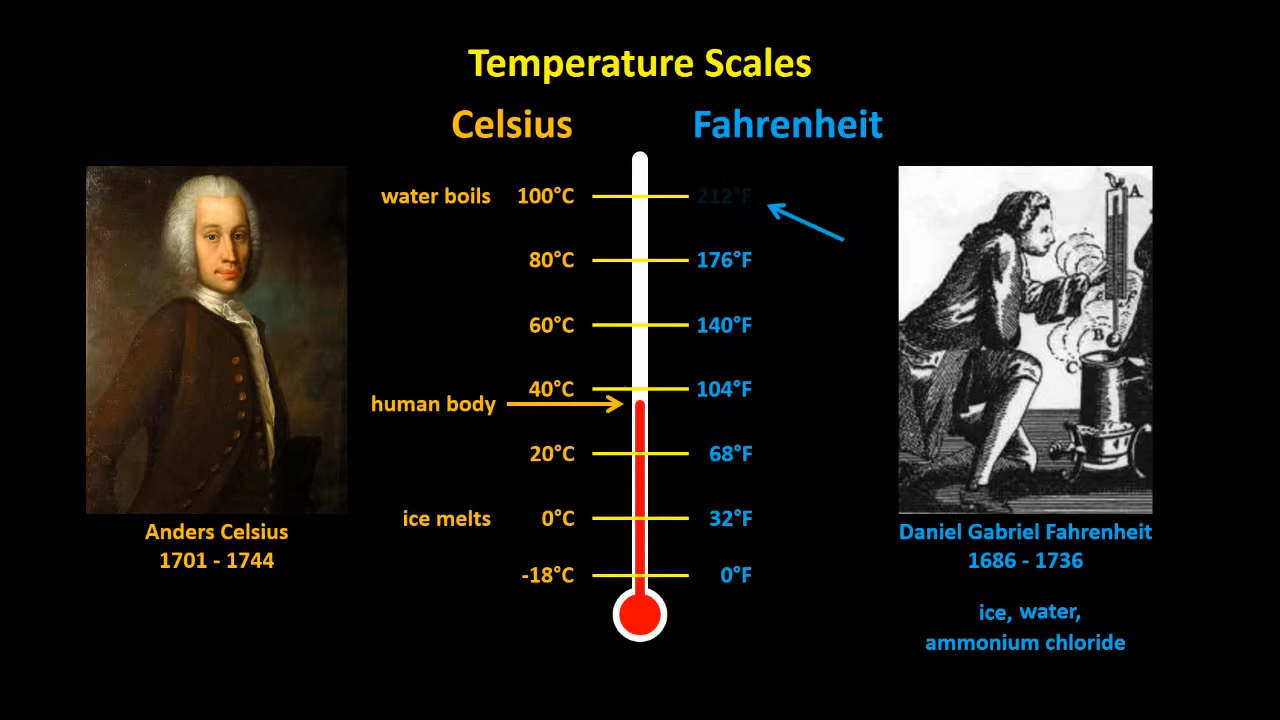 Temperature Scales
Celsius Fahrenheit
water boils 100°C 212°F
80°C 176°F
60°C 140°F
40°C 104°F
human body
20°C 68°F
ice melts 0°C 32°F
-18°C 0°F
Anders Celsius
1701 - 1744
A
B
C
Daniel Gabriel Fahrenheit
1686 - 1736
ice, water,
ammonium chloride